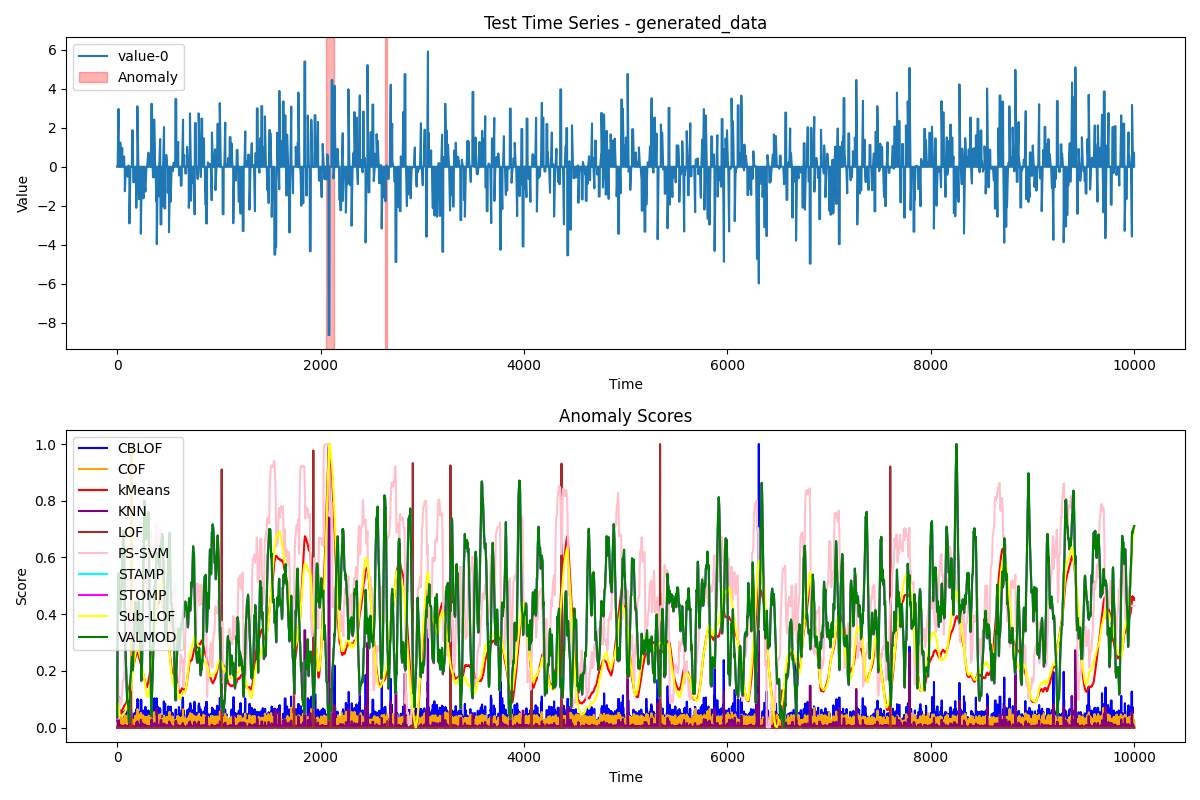 Test Time Series - generated_data
value-0
Anomaly
6
4
2
0
−2
−4
−6
−8
Value
0 2000 4000 6000 8000 10000
Time
Anomaly Scores
CBLOF
COF
kMeans
KNN
LOF
PS-SVM
STAMP
STOMP
Sub-LOF
VALMOD
1.0
0.8
0.6
0.4
0.2
0.0
Score
0 2000 4000 6000 8000 10000
Time